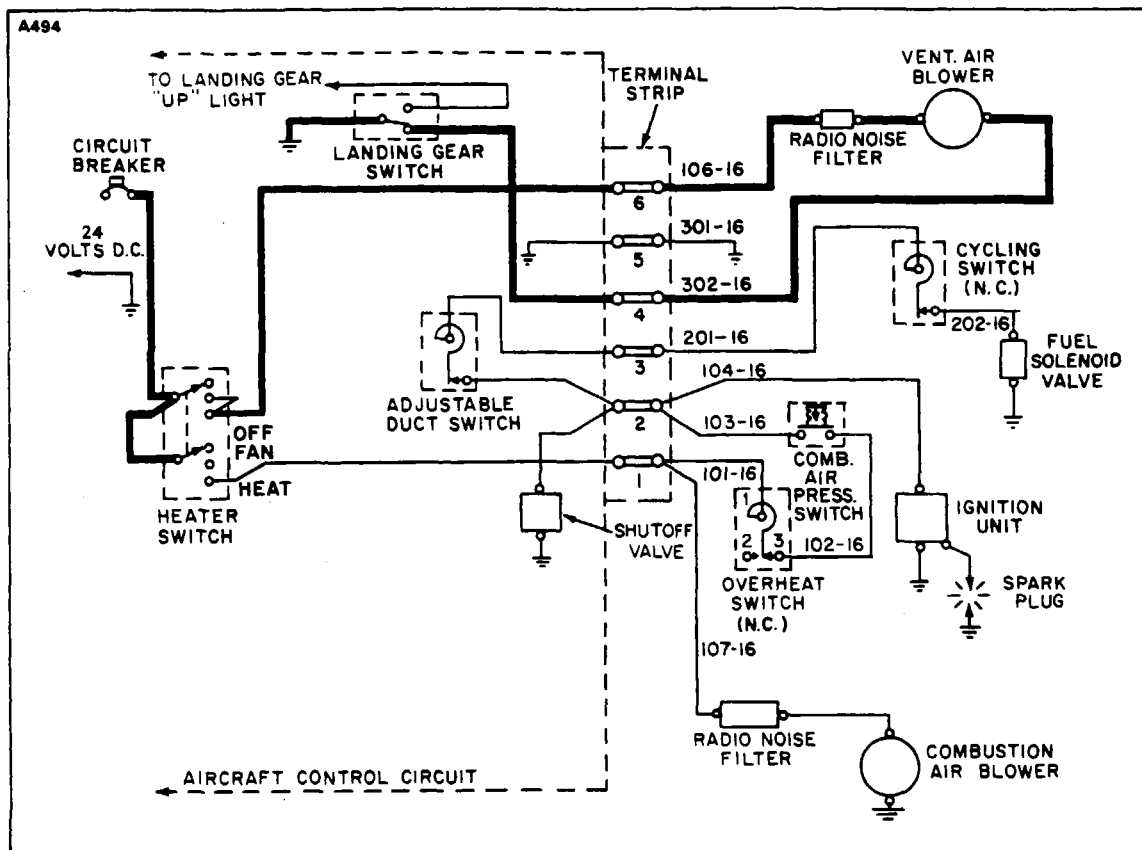 A494
TO LANDING GEAR
"UP" LIGHT
TERMINAL
STRIP
VENT. AIR
BLOWER
CIRCUIT
BREAKER
LANDING GEAR
SWITCH
RADIO NOISE
FILTER
106-16
6
24
VOLTS D.C.
301-16
5
CYCLING
SWITCH
(N.C.)
302-16
4
202-16
201-16
3
FUEL
SOLENOID
VALVE
104-16
ADJUSTABLE
DUCT SWITCH
2
103-16
OFF
FAN
HEAT
COMB.
AIR
PRESS.
SWITCH
101-16
1
HEATER
SWITCH
SHUTOFF
VALVE
1
2
3
102-16
IGNITION
UNIT
OVERHEAT
SWITCH
(N.C.)
SPARK
PLUG
107-16
RADIO NOISE
FILTER
COMBUSTION
AIR BLOWER
AIRCRAFT CONTROL CIRCUIT